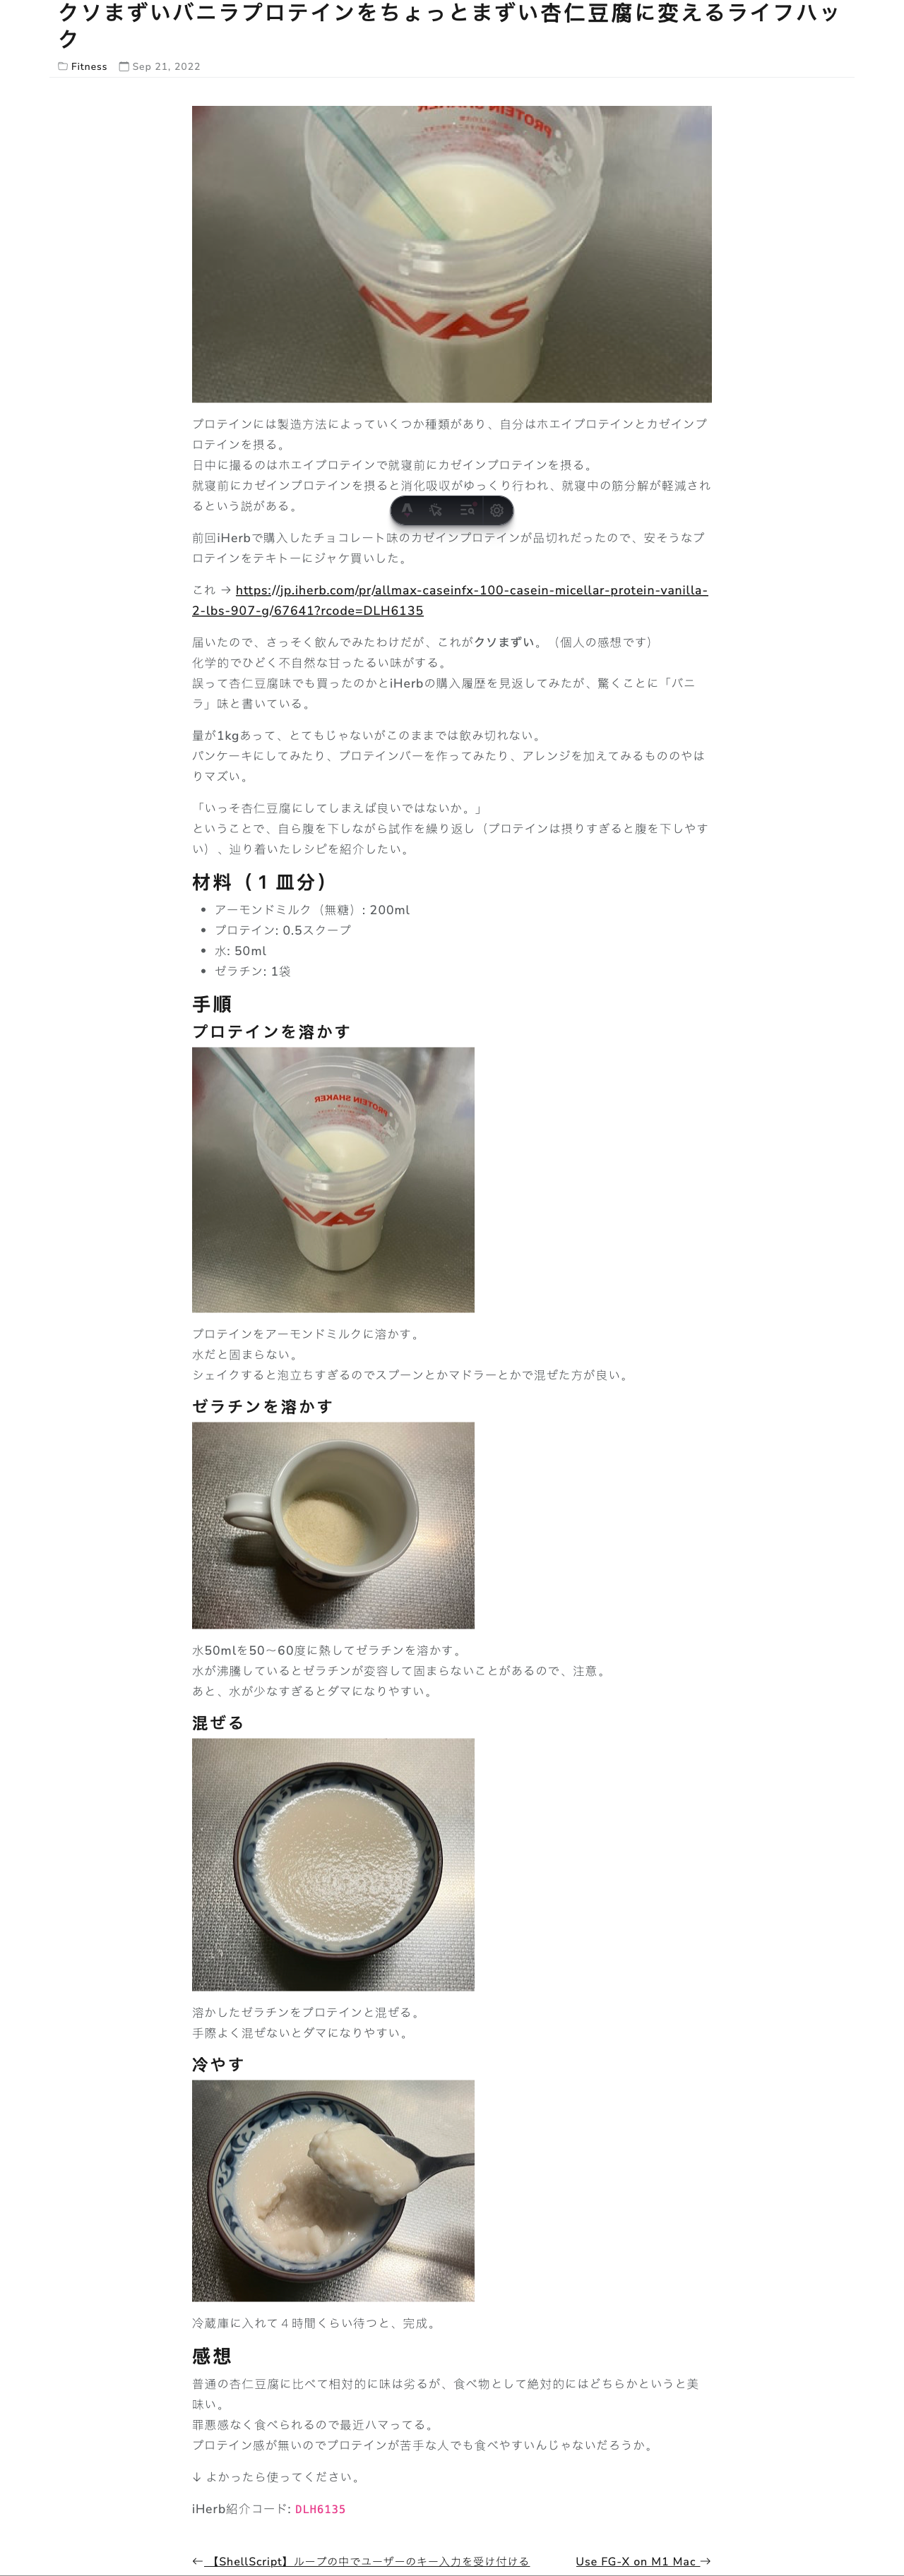 クソまずいバニラプロテインをちょっとまずい杏仁豆腐に変えるライフハッ
ク
Fitness Sep 21, 2022
PROTEIN SHAKER
SAVAS
プロテインには製造方法によっていくつか種類があり、自分はホエイプロテインとカゼインプ
ロテインを摂る。
日中に撮るのはホエイプロテインで就寝前にカゼインプロテインを摂る。
就寝前にカゼインプロテインを摂ると消化吸収がゆっくり行われ、就寝中の筋分解が軽減され
るという説がある。
前回iHerbで購入したチョコレート味のカゼインプロテインが品切れだったので、安そうなプ
ロテインをテキトーにジャケ買いした。
これ → https://jp.iherb.com/pr/allmax-caseinfx-100-casein-micellar-protein-vanilla-
2-lbs-907-g/67641?rcode=DLH6135
届いたので、さっそく飲んでみたわけだが、これがクソまずい。（個人の感想です）
化学的でひどく不自然な甘ったるい味がする。
誤って杏仁豆腐味でも買ったのかとiHerbの購入履歴を見返してみたが、驚くことに「バニ
ラ」味と書いている。
量が1kgあって、とてもじゃないがこのままでは飲み切れない。
パンケーキにしてみたり、プロテインバーを作ってみたり、アレンジを加えてみるもののやは
りマズい。
「いっそ杏仁豆腐にしてしまえば良いではないか。」
ということで、自ら腹を下しながら試作を繰り返し（プロテインは摂りすぎると腹を下しやす
い）、辿り着いたレシピを紹介したい。
材料（１皿分）
• アーモンドミルク（無糖）: 200ml
• プロテイン: 0.5スクープ
• 水: 50ml
• ゼラチン: 1袋
手順
プロテインを溶かす
PROTEIN SHAKER
SAVAS
プロテインをアーモンドミルクに溶かす。
水だと固まらない。
シェイクすると泡立ちすぎるのでスプーンとかマドラーとかで混ぜた方が良い。
ゼラチンを溶かす
水50mlを50〜60度に熱してゼラチンを溶かす。
水が沸騰しているとゼラチンが変容して固まらないことがあるので、注意。
あと、水が少なすぎるとダマになりやすい。
混ぜる
溶かしたゼラチンをプロテインと混ぜる。
手際よく混ぜないとダマになりやすい。
冷やす
冷蔵庫に入れて４時間くらい待つと、完成。
感想
普通の杏仁豆腐に比べて相対的に味は劣るが、食べ物として絶対的にはどちらかというと美
味い。
罪悪感なく食べられるので最近ハマってる。
プロテイン感が無いのでプロテインが苦手な人でも食べやすいんじゃないだろうか。
↓ よかったら使ってください。
iHerb紹介コード: DLH6135
← 【ShellScript】ループの中でユーザーのキー入力を受け付ける Use FG-X on M1 Mac →